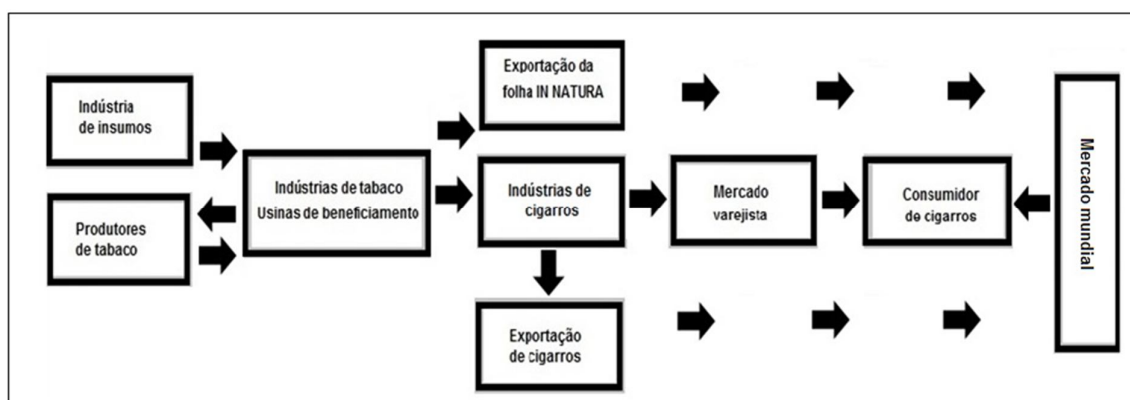 Indústria
de insumos
Produtores
de tabaco
Indústrias de tabaco
Usinas de beneficiamento
Exportação da
folha IN NATURA
Indústrias de
cigarros
Exportação
de cigarros
Mercado
varejista
Consumidor
de cigarros
Mercado mundial